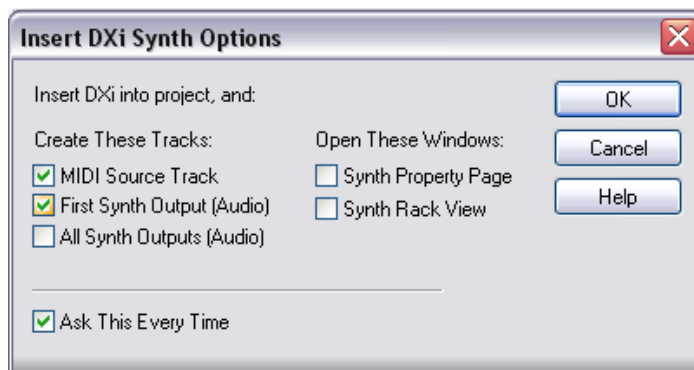 Insert DXi Synth Options
Insert DXi into project, and:
Create These Tracks:
MIDI Source Track
First Synth Output (Audio)
All Synth Outputs (Audio)
Open These Windows:
Synth Property Page
Synth Rack View
OK
Cancel
Help
Ask This Every Time